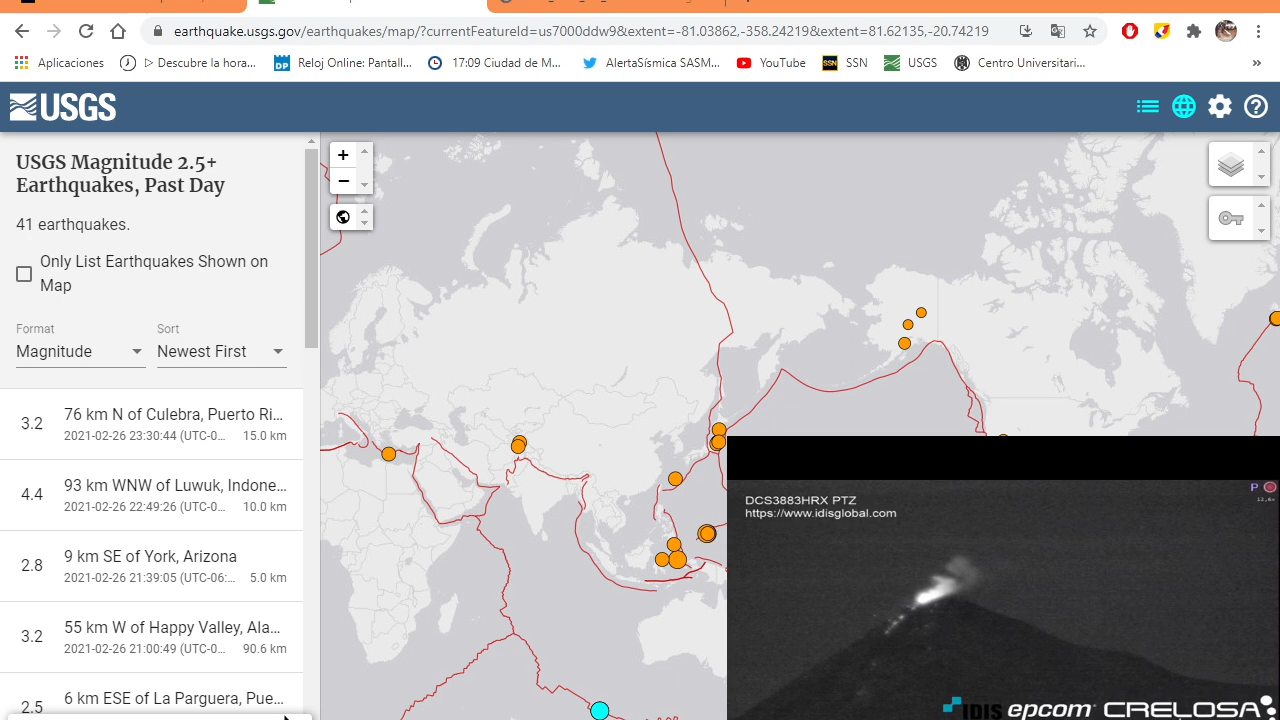 earthquake.usgs.gov/earthquakes/map/?currentFeatureId=us7000ddw9&extent=-81.03862,-358.24219&extent=81.62135,-20.74219
Aplicaciones
▷ Descubre la hora...
Reloj Online: Pantall...
17:09 Ciudad de M...
AlertaSísmica SASM...
YouTube
SSN
SSN
USGS
Centro Universitari...
»
USGS
USGS Magnitude 2.5+
Earthquakes, Past Day
41 earthquakes.
Only List Earthquakes Shown on
Map
Format
Magnitude
Sort
Newest First
3.2
76 km N of Culebra, Puerto Ri...
2021-02-26 23:30:44 (UTC-0... 15.0 km
4.4
93 km WNW of Luwuk, Indone...
2021-02-26 22:49:26 (UTC-0... 10.0 km
2.8
9 km SE of York, Arizona
2021-02-26 21:39:05 (UTC-06:... 5.0 km
3.2
55 km W of Happy Valley, Ala...
2021-02-26 21:00:49 (UTC-0... 90.6 km
2.5
6 km ESE of La Parguera, Pue...
+
−
DCS3883HRX PTZ
https://www.idisglobal.com
P
IDIS epcom CRELOSA